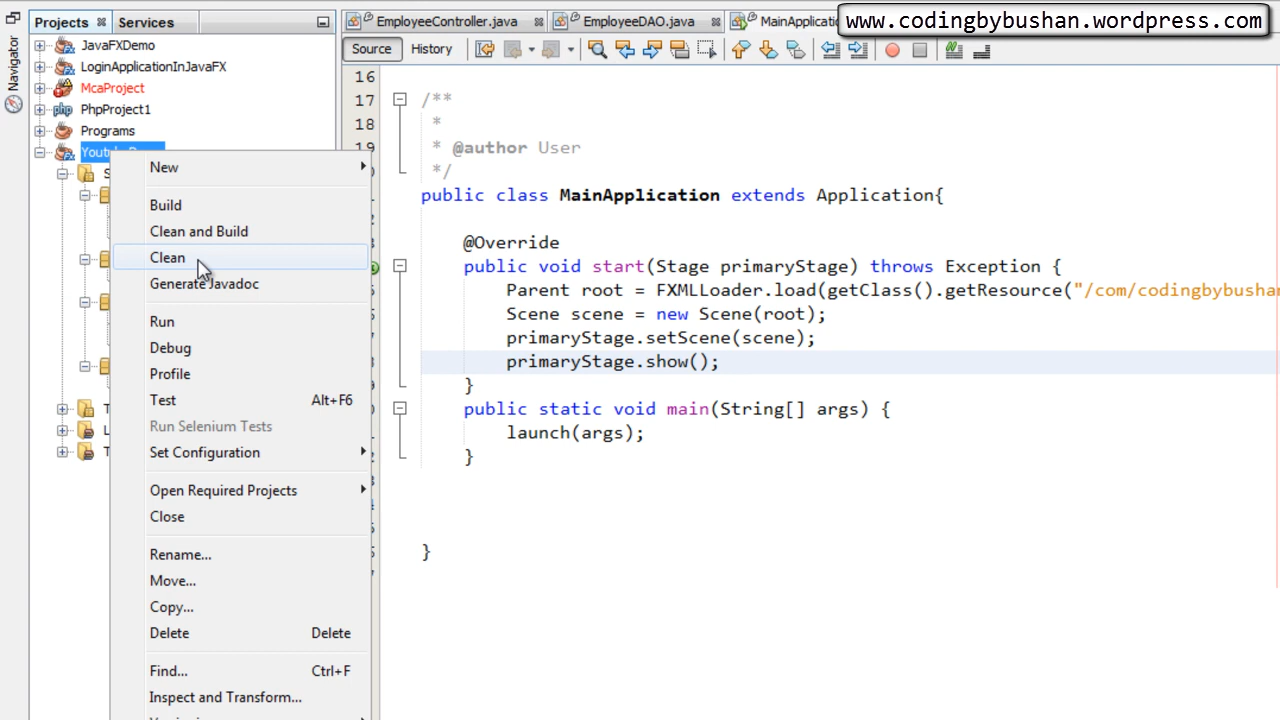 Projects
Services
Navigator
JavaFXDemo
LoginApplicationInJavaFX
McaProject
PhpProject1
Programs
New
Build
Clean and Build
Clean
Generate Javadoc
Run
Debug
Profile
Test Alt+F6
Run Selenium Tests
Set Configuration
Open Required Projects
Close
Rename...
Move...
Copy...
Delete Delete
Find... Ctrl+F
Inspect and Transform...
EmployeeController.java
EmployeeDAO.java
www.codingbybushan.wordpress.com
Source
History
16
17 /**
18 *
19 * @author User
*/
public class MainApplication extends Application{
@Override
public void start(Stage primaryStage) throws Exception {
Parent root = FXMLLoader.load(getClass().getResource("/com/codingbybushan
Scene scene = new Scene(root);
primaryStage.setScene(scene);
primaryStage.show();
}
public static void main(String[] args) {
launch(args);
}
}